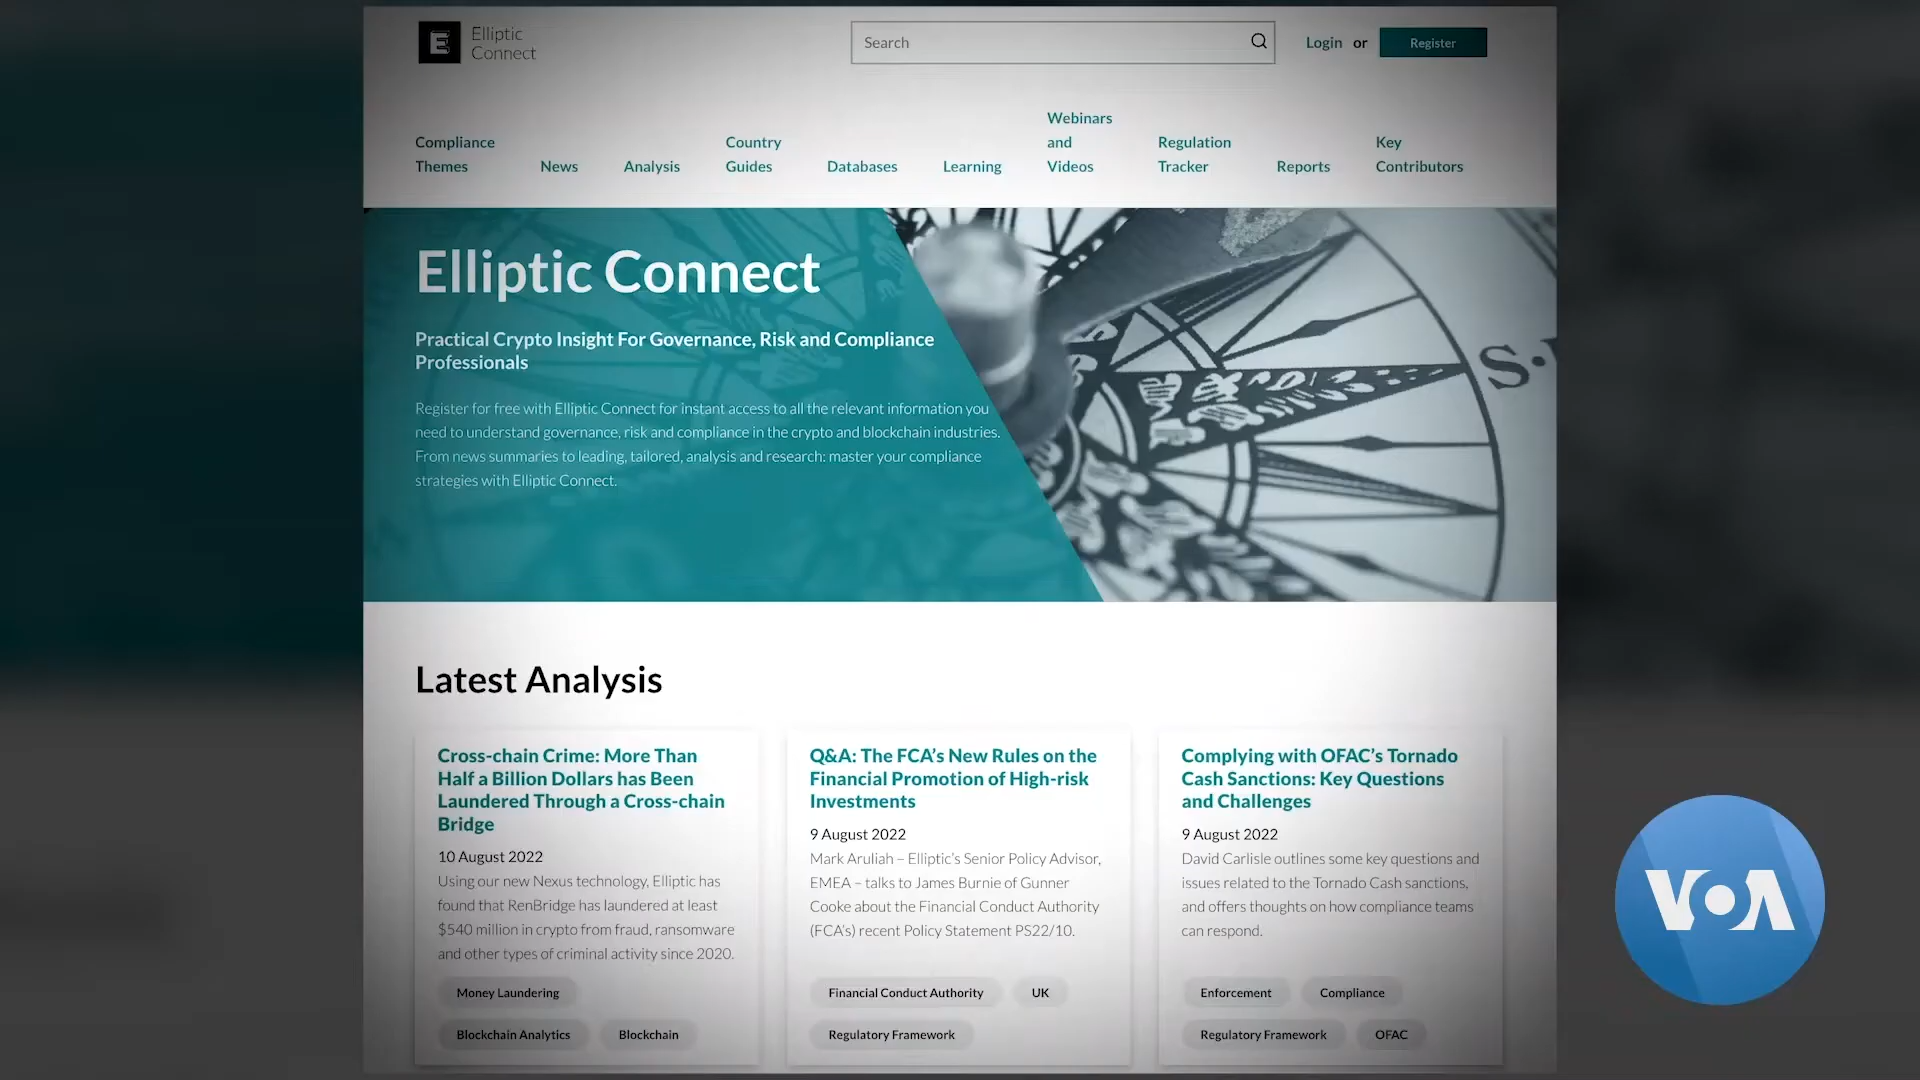 Elliptic
Connect
Search
Login or Register
Compliance
Themes
News
Analysis
Country
Guides
Databases
Learning
Webinars
and
Videos
Regulation
Tracker
Reports
Key
Contributors
Elliptic Connect
Practical Crypto Insight For Governance, Risk and Compliance
Professionals
Register for free with Elliptic Connect for instant access to all the relevant information you
need to understand governance, risk and compliance in the crypto and blockchain industries.
From news summaries to leading, tailored, analysis and research: master your compliance
strategies with Elliptic Connect.
S.
Latest Analysis
Cross-chain Crime: More Than
Half a Billion Dollars has Been
Laundered Through a Cross-chain
Bridge
10 August 2022
Using our new Nexus technology, Elliptic has
found that RenBridge has laundered at least
$540 million in crypto from fraud, ransomware
and other types of criminal activity since 2020.
Money Laundering
Blockchain Analytics
Blockchain
Q&A: The FCA’s New Rules on the
Financial Promotion of High-risk
Investments
9 August 2022
Mark Aruliah – Elliptic’s Senior Policy Advisor,
EMEA – talks to James Burnie of Gunner
Cooke about the Financial Conduct Authority
(FCA’s) recent Policy Statement PS22/10.
Financial Conduct Authority
UK
Regulatory Framework
Complying with OFAC’s Tornado
Cash Sanctions: Key Questions
and Challenges
9 August 2022
David Carlisle outlines some key questions and
issues related to the Tornado Cash sanctions,
and offers thoughts on how compliance teams
can respond.
Enforcement
Compliance
Regulatory Framework
OFAC
VOA